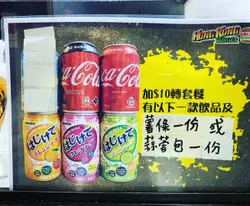 HONG KONG
Coca-Cola
Coca-Cola
加$10轉套餐
有以下一款飲品及
薯條一份 或
蒜蓉包一份
はじけて
はじけて
はじけて